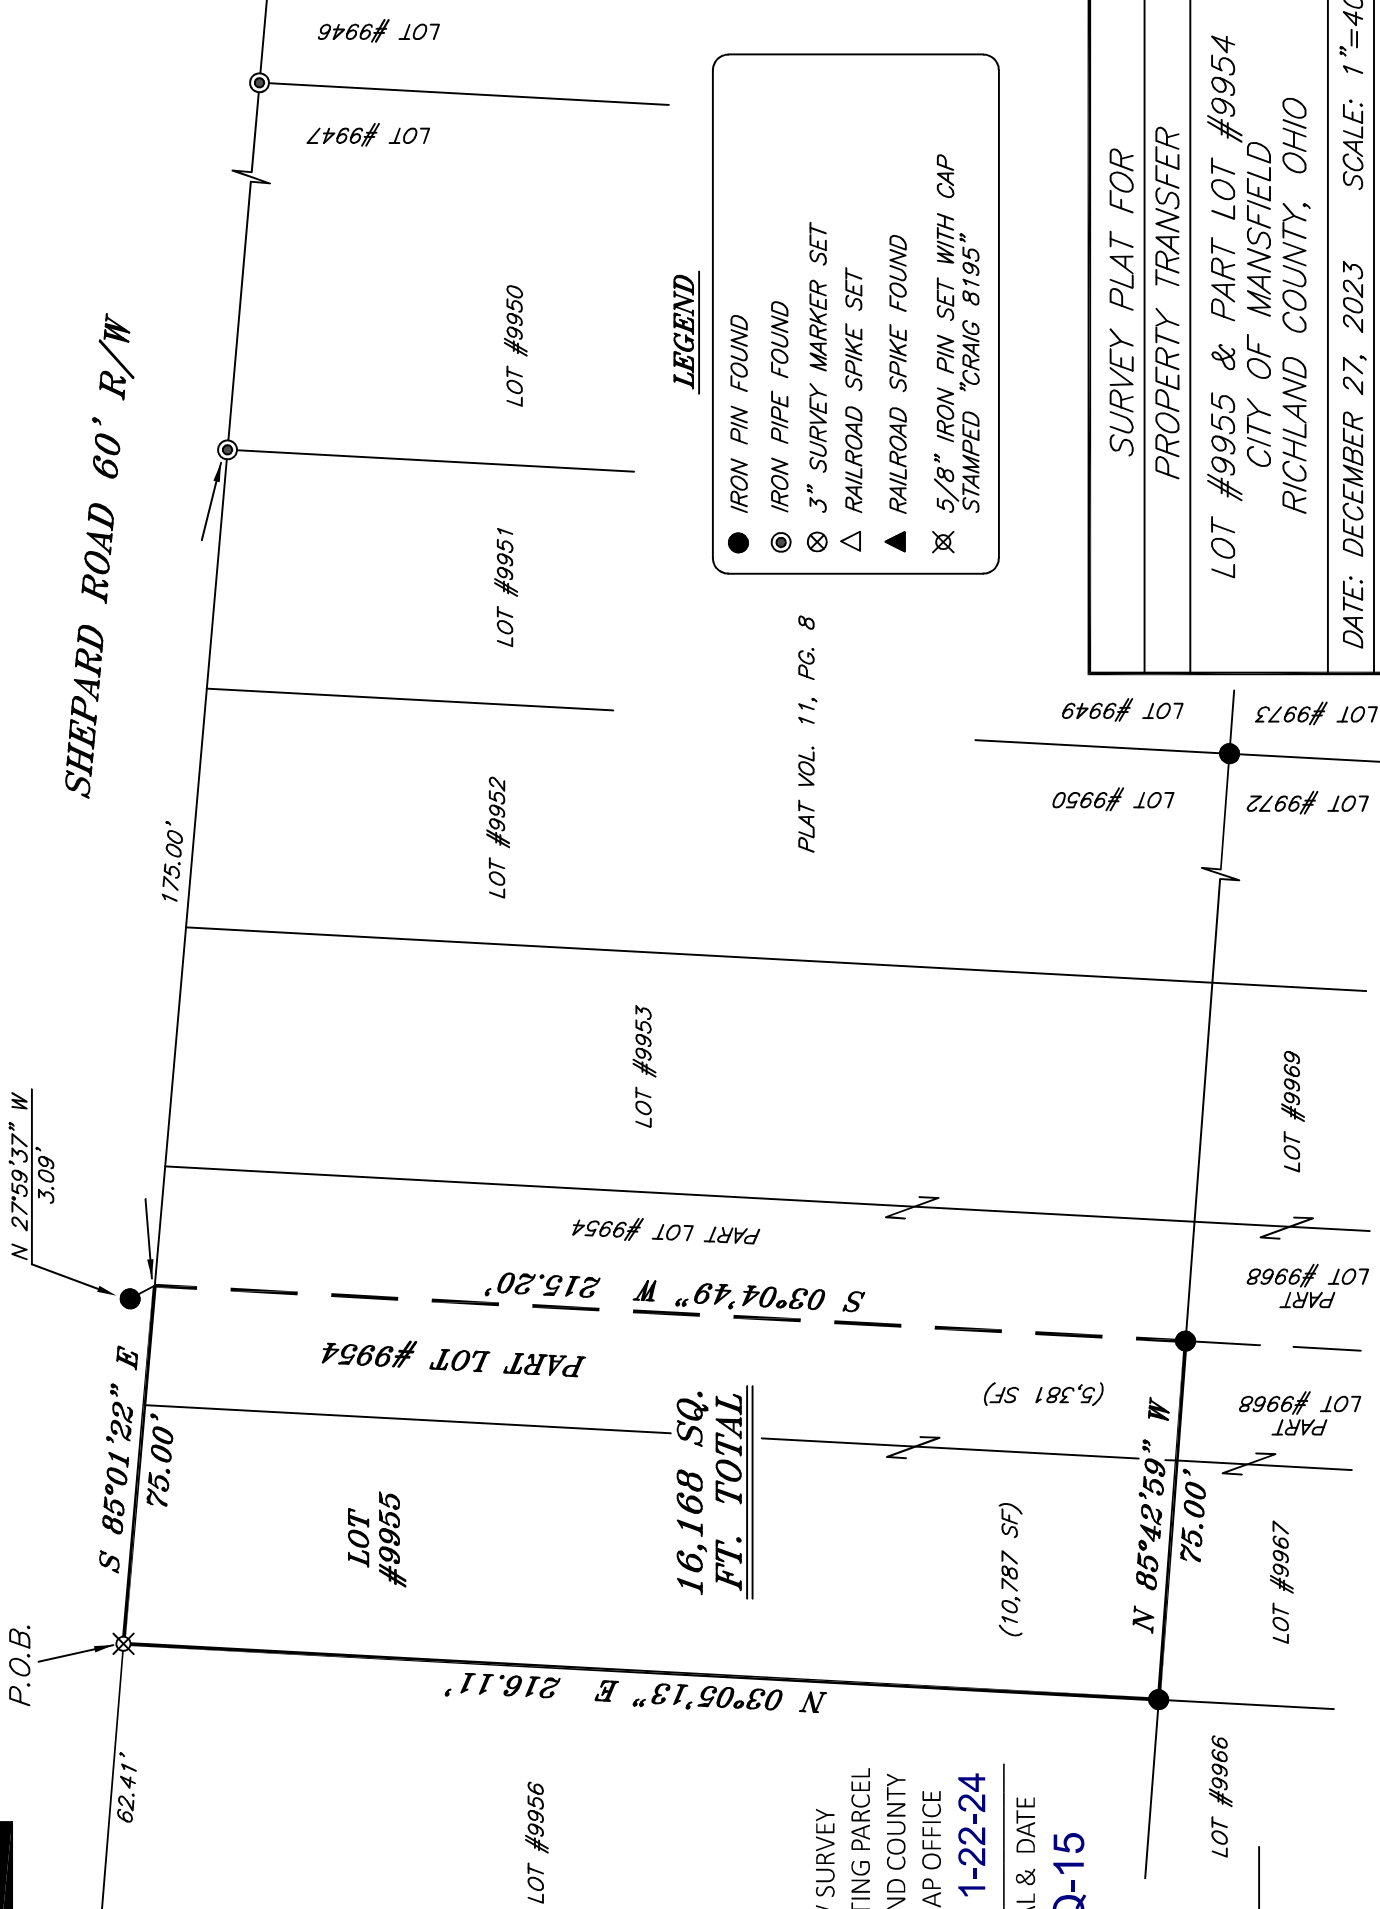 SHEPARD ROAD 60' R/W
LOT #9946
LOT #9947
LOT #9950
LOT #9951
LOT #9952
175.00'
LOT #9953
N 27°59'37" W
3.09'
PART LOT #9954
S 03°04'49" W 215.20'
PART LOT #9954
(5,381 SF)
S 85°01'22" E
75.00'
P.O.B.
LOT
#9955
16,168 SQ.
FT. TOTAL
(10,787 SF)
N 85°42'59" W
75.00'
N 03°05'13" E 216.11'
62.41'
LOT #9956
LOT #9966
LOT #9967
PART
LOT #9968
PART
LOT #9968
LOT #9969
LOT #9950
LOT #9972
LOT #9949
LOT #9973
PLAT VOL. 11, PG. 8
LEGEND
IRON PIN FOUND
IRON PIPE FOUND
3" SURVEY MARKER SET
RAILROAD SPIKE SET
RAILROAD SPIKE FOUND
5/8" IRON PIN SET WITH CAP
STAMPED "CRAIG 8195"
SURVEY PLAT FOR
PROPERTY TRANSFER
LOT #9955 & PART LOT #9954
CITY OF MANSFIELD
RICHLAND COUNTY, OHIO
DATE: DECEMBER 27, 2023 SCALE: 1"=40
SURVEY
TING PARCEL
ND COUNTY
AP OFFICE
1-22-24
AL & DATE
Q-15